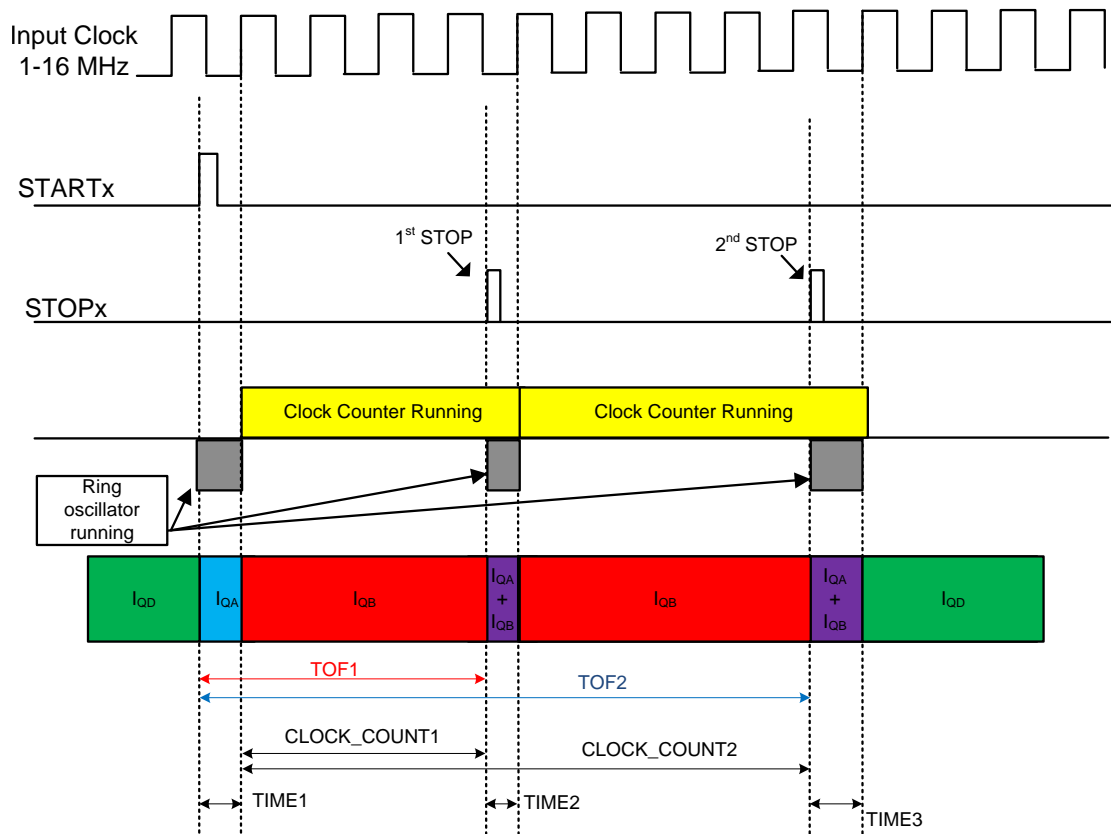 Input Clock
1-16 MHz
STARTx
1st STOP
2nd STOP
STOPx
Clock Counter Running
Clock Counter Running
Ring
oscillator
running
IQD
IQA
IQB
IQA
+
IQB
IQB
IQA
+
IQB
IQD
TOF1
TOF2
CLOCK_COUNT1
CLOCK_COUNT2
TIME1
TIME2
TIME3